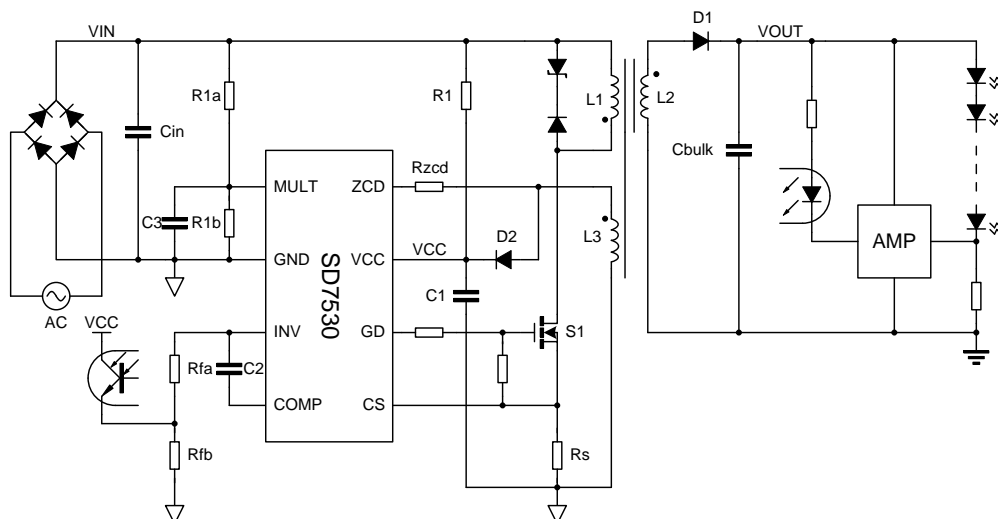 VIN
D1
VOUT
R1a
R1
L1
L2
Cin
Cbulk
Rzcd
MULT
ZCD
C3
R1b
L3
D2
AMP
GND
VCC
VCC
SD7530
C1
AC
VCC
INV
GD
S1
Rfa
C2
COMP
CS
Rfb
Rs